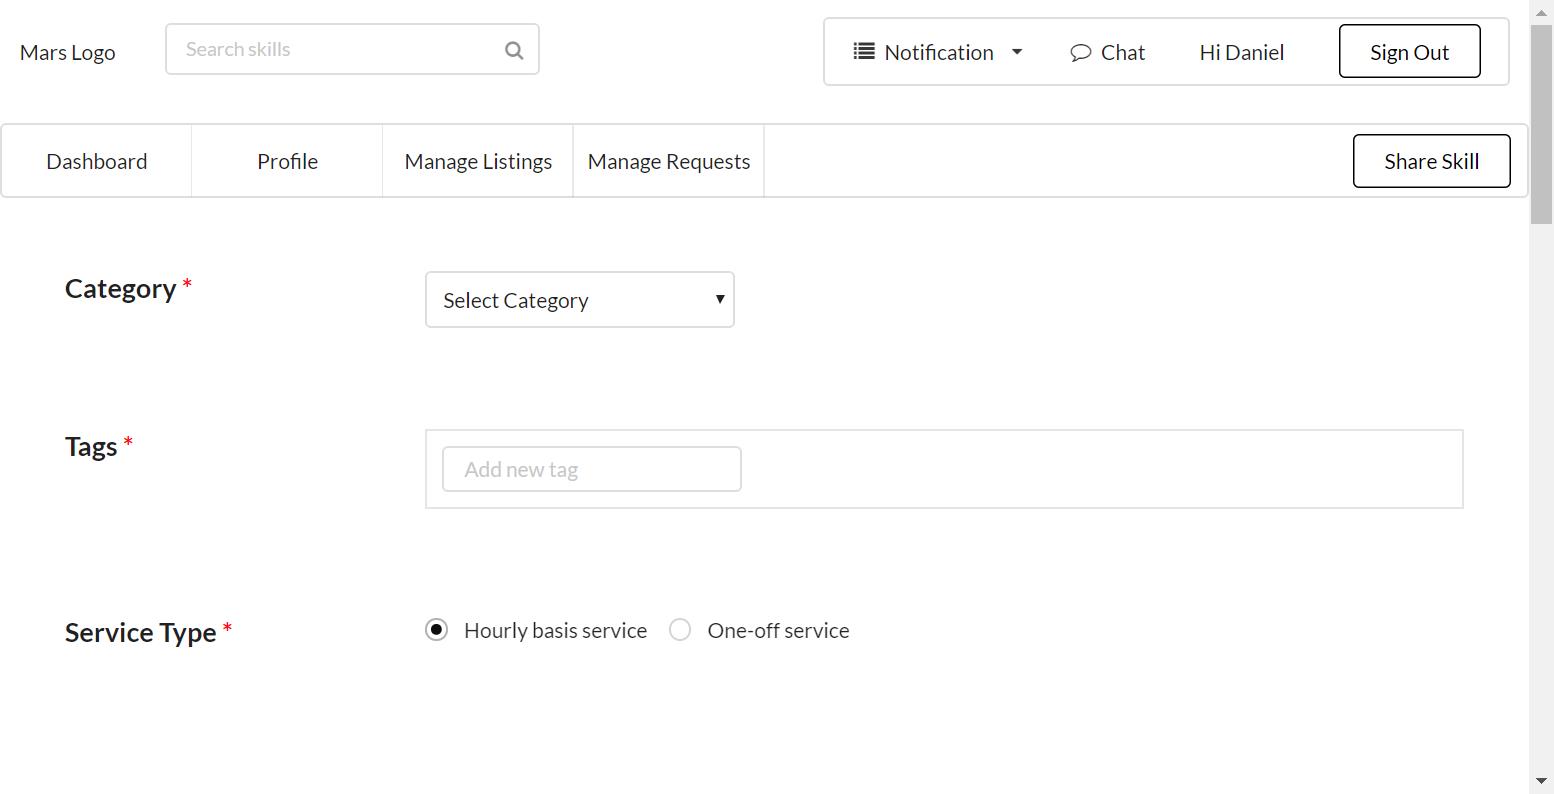 Mars Logo
Search skills
Notification
Chat
Hi Daniel
Sign Out
Dashboard
Profile
Manage Listings
Manage Requests
Share Skill
Category *
Select Category
Tags *
Add new tag
Service Type *
Hourly basis service
One-off service